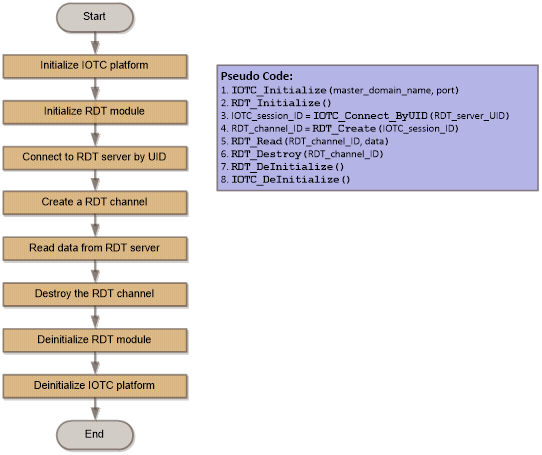 Start
Initialize IOTC platform
Initialize RDT module
Connect to RDT server by UID
Create a RDT channel
Read data from RDT server
Destroy the RDT channel
Deinitialize RDT module
Deinitialize IOTC platform
End
Pseudo Code:
1. IOTC_Initialize (master_domain_name, port)
2. RDT_Initialize()
3. IOTC_session_ID = IOTC_Connect_ByUID (RDT_server_UID)
4. RDT_channel_ID = RDT_Create (IOTC_session_ID)
5. RDT_Read (RDT_channel_ID, data)
6. RDT_Destroy (RDT_channel_ID)
7. RDT_DeInitialize()
8. IOTC_DeInitialize()